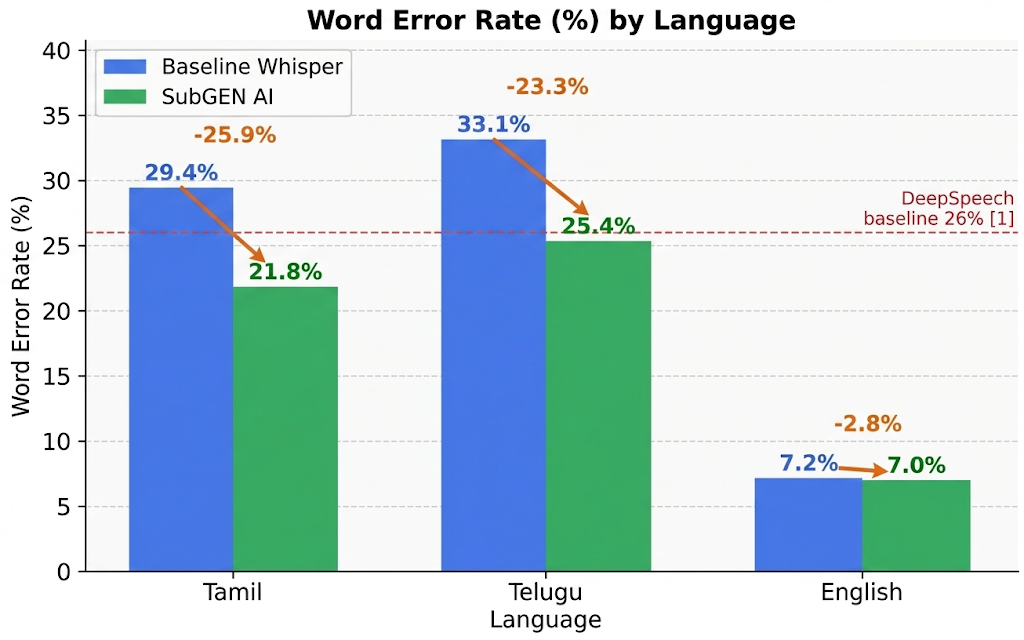 Word Error Rate (%) by Language
Baseline Whisper
SubGEN AI
40
35
30
25
20
15
10
5
0
Word Error Rate (%)
-25.9%
29.4%
21.8%
-23.3%
33.1%
25.4%
DeepSpeech
baseline 26% [1]
-2.8%
7.2%
7.0%
Tamil
Telugu
English
Language